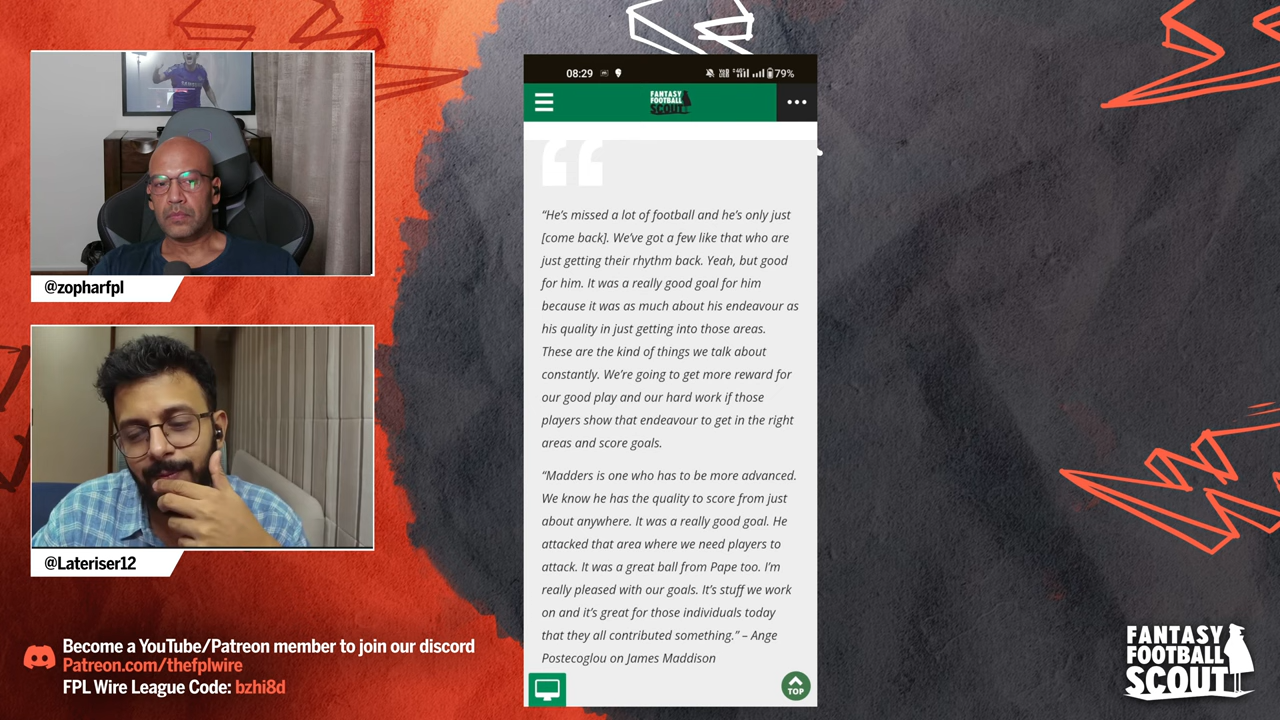 @zopharfpl
@Lateriser12
Become a YouTube/Patreon member to join our discord
Patreon.com/thefplwire
FPL Wire League Code: bzhi8d
08:29
79%
FANTASY
FOOTBALL
SCOUT
“He’s missed a lot of football and he’s only just
[come back]. We’ve got a few like that who are
just getting their rhythm back. Yeah, but good
for him. It was a really good goal for him
because it was as much about his endeavour as
his quality in just getting into those areas.
These are the kind of things we talk about
constantly. We’re going to get more reward for
our good play and our hard work if those
players show that endeavour to get in the right
areas and score goals.
“Madders is one who has to be more advanced.
We know he has the quality to score from just
about anywhere. It was a really good goal. He
attacked that area where we need players to
attack. It was a great ball from Pape too. I’m
really pleased with our goals. It’s stuff we work
on and it’s great for those individuals today
that they all contributed something.” – Ange
Postecoglou on James Maddison
TOP
FANTASY
FOOTBALL
SCOUT